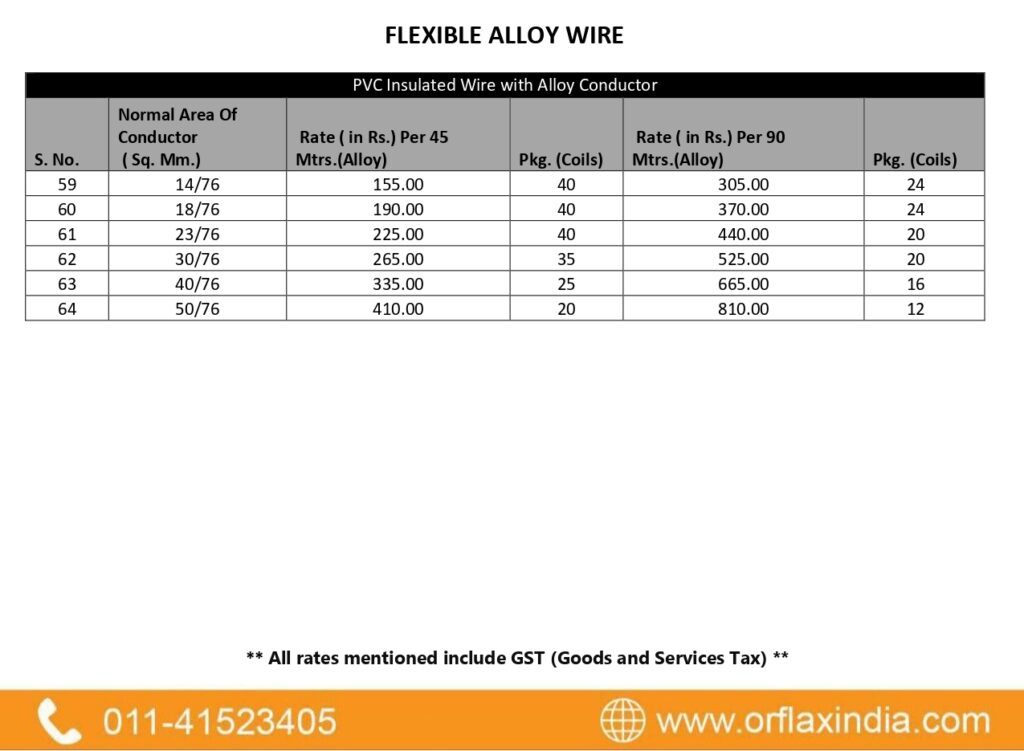 FLEXIBLE ALLOY WIRE
PVC Insulated Wire with Alloy Conductor
S. No. Normal Area Of Conductor ( Sq. Mm.) Rate ( in Rs.) Per 45 Mtrs.(Alloy) Pkg. (Coils) Rate ( in Rs.) Per 90 Mtrs.(Alloy) Pkg. (Coils)
59 14/76 155.00 40 305.00 24
60 18/76 190.00 40 370.00 24
61 23/76 225.00 40 440.00 20
62 30/76 265.00 35 525.00 20
63 40/76 335.00 25 665.00 16
64 50/76 410.00 20 810.00 12
** All rates mentioned include GST (Goods and Services Tax) **
011-41523405 www.orflaxindia.com